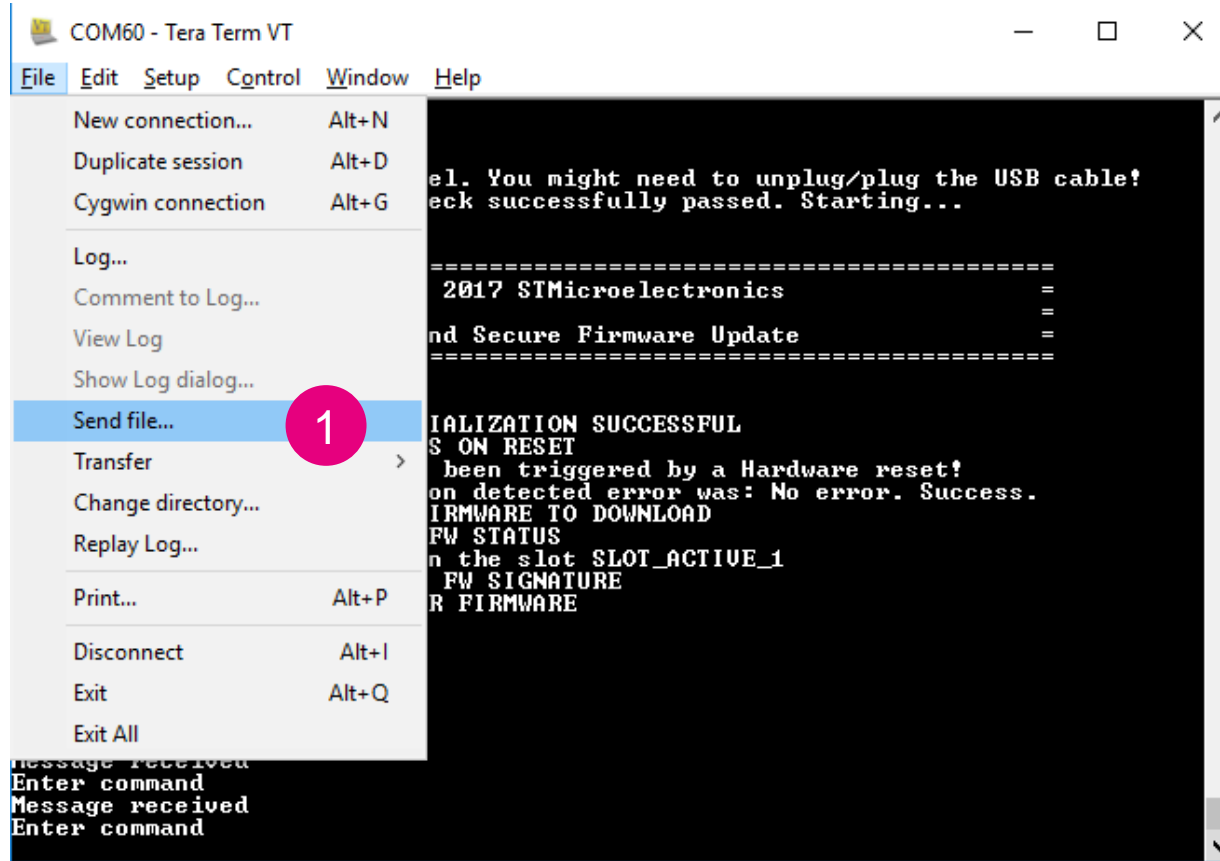 COM60 - Tera Term VT
File Edit Setup Control Window Help
New connection... Alt+N
Duplicate session Alt+D
Cygwin connection Alt+G
Log...
Comment to Log...
View Log
Show Log dialog...
Send file...
1
Transfer >
Change directory...
Replay Log...
Print... Alt+P
Disconnect Alt+I
Exit Alt+Q
Exit All
el. You might need to unplug/plug the USB cable!
eck successfully passed. Starting...
==========================================
2017 STMicroelectronics =
=
nd Secure Firmware Update =
==========================================
IALIZATION SUCCESSFUL
S ON RESET
been triggered by a Hardware reset!
on detected error was: No error. Success.
IRMWARE TO DOWNLOAD
FW STATUS
n the slot SLOT_ACTIVE_1
FW SIGNATURE
R FIRMWARE
Message received
Enter command
Message received
Enter command